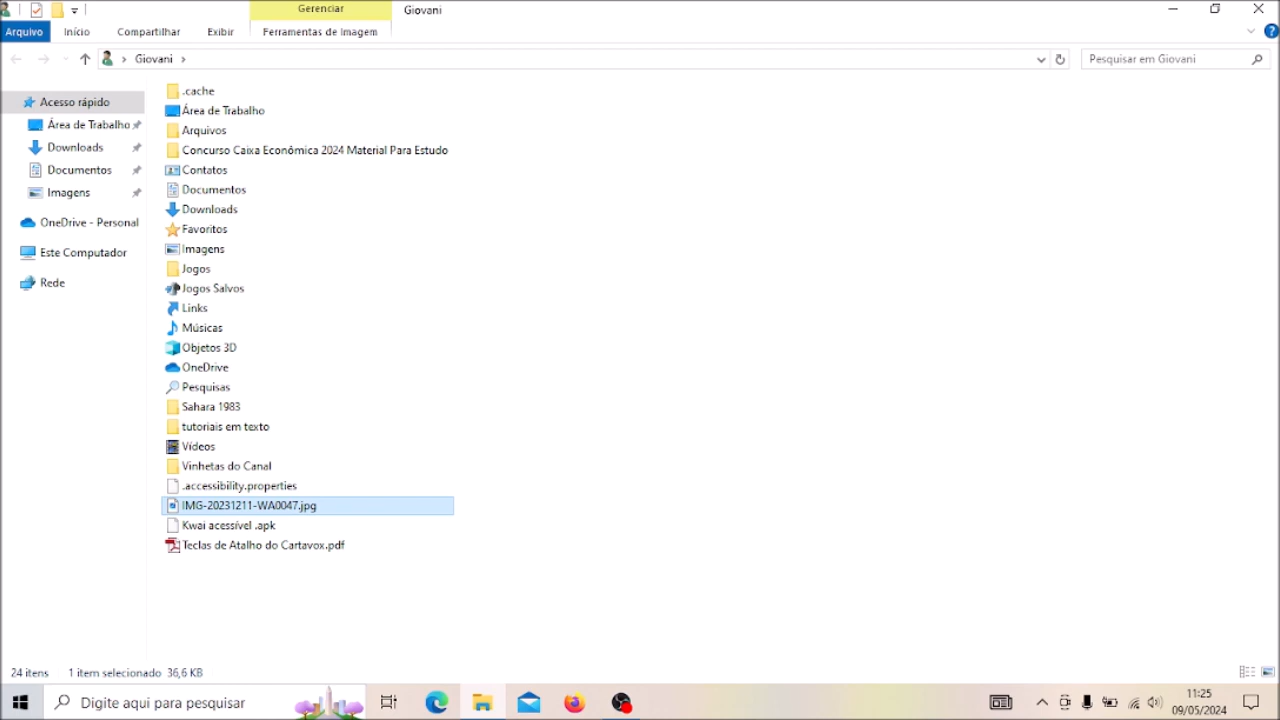 Gerenciar
Giovani
Arquivo
Início
Compartilhar
Exibir
Ferramentas de Imagem
Giovani
Pesquisar em Giovani
Acesso rápido
Área de Trabalho
Downloads
Documentos
Imagens
OneDrive - Personal
Este Computador
Rede
.cache
Área de Trabalho
Arquivos
Concurso Caixa Econômica 2024 Material Para Estudo
Contatos
Documentos
Downloads
Favoritos
Imagens
Jogos
Jogos Salvos
Links
Músicas
Objetos 3D
OneDrive
Pesquisas
Sahara 1983
tutoriais em texto
Vídeos
Vinhetas do Canal
.accessibility.properties
IMG-20231211-WA0047.jpg
Kwai acessível .apk
Teclas de Atalho do Cartavox.pdf
24 itens
1 item selecionado 36,6 KB
Digite aqui para pesquisar
11:25
09/05/2024